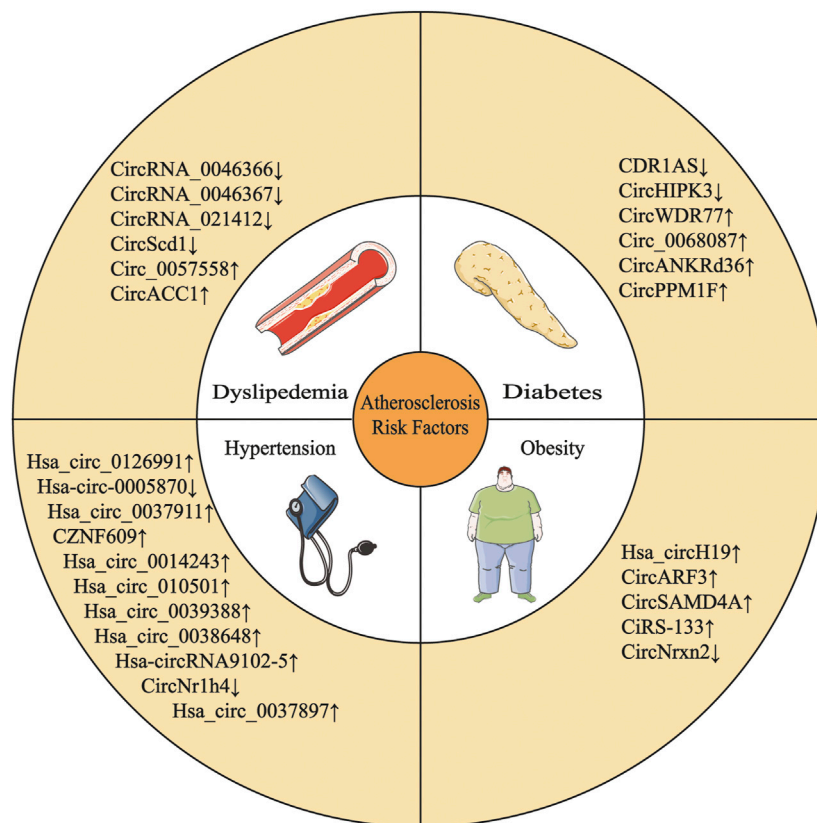 CircRNA_0046366↓
CircRNA_0046367↓
CircRNA_021412↓
CircScd1↓
Circ_0057558↑
CircACC1↑
CDR1AS↓
CircHIPK3↓
CircWDR77↑
Circ_0068087↑
CircANKRd36↑
CircPPM1F↑
Dyslipedemia
Diabetes
Atherosclerosis
Risk Factors
Hypertension
Obesity
Hsa_circ_0126991↑
Hsa-circ-0005870↓
Hsa_circ_0037911↑
CZNF609↑
Hsa_circ_0014243↑
Hsa_circ_010501↑
Hsa_circ_0039388↑
Hsa_circ_0038648↑
Hsa-circRNA9102-5↑
CircNr1h4↓
Hsa_circ_0037897↑
Hsa_circH19↑
CircARF3↑
CircSAMD4A↑
CiRS-133↑
CircNrxn2↓